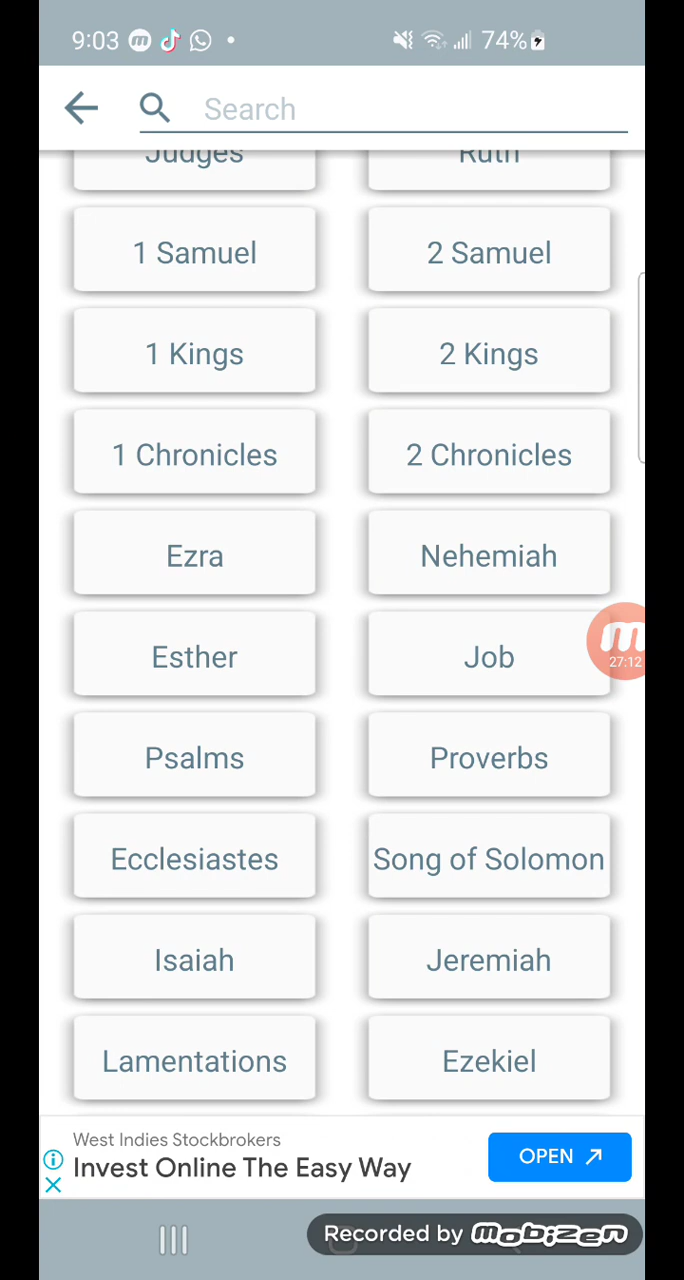 9:03 74%
Search
Judges Ruth
1 Samuel 2 Samuel
1 Kings 2 Kings
1 Chronicles 2 Chronicles
Ezra Nehemiah
Esther Job
27:12
Psalms Proverbs
Ecclesiastes Song of Solomon
Isaiah Jeremiah
Lamentations Ezekiel
West Indies Stockbrokers
Invest Online The Easy Way
OPEN
Recorded by mobizen